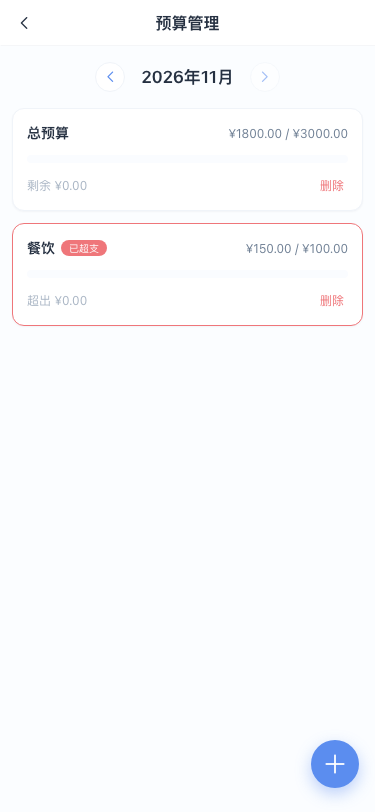 预算管理
2026年11月
总预算 ¥1800.00 / ¥3000.00
剩余 ¥0.00 删除
餐饮 已超支 ¥150.00 / ¥100.00
超出 ¥0.00 删除